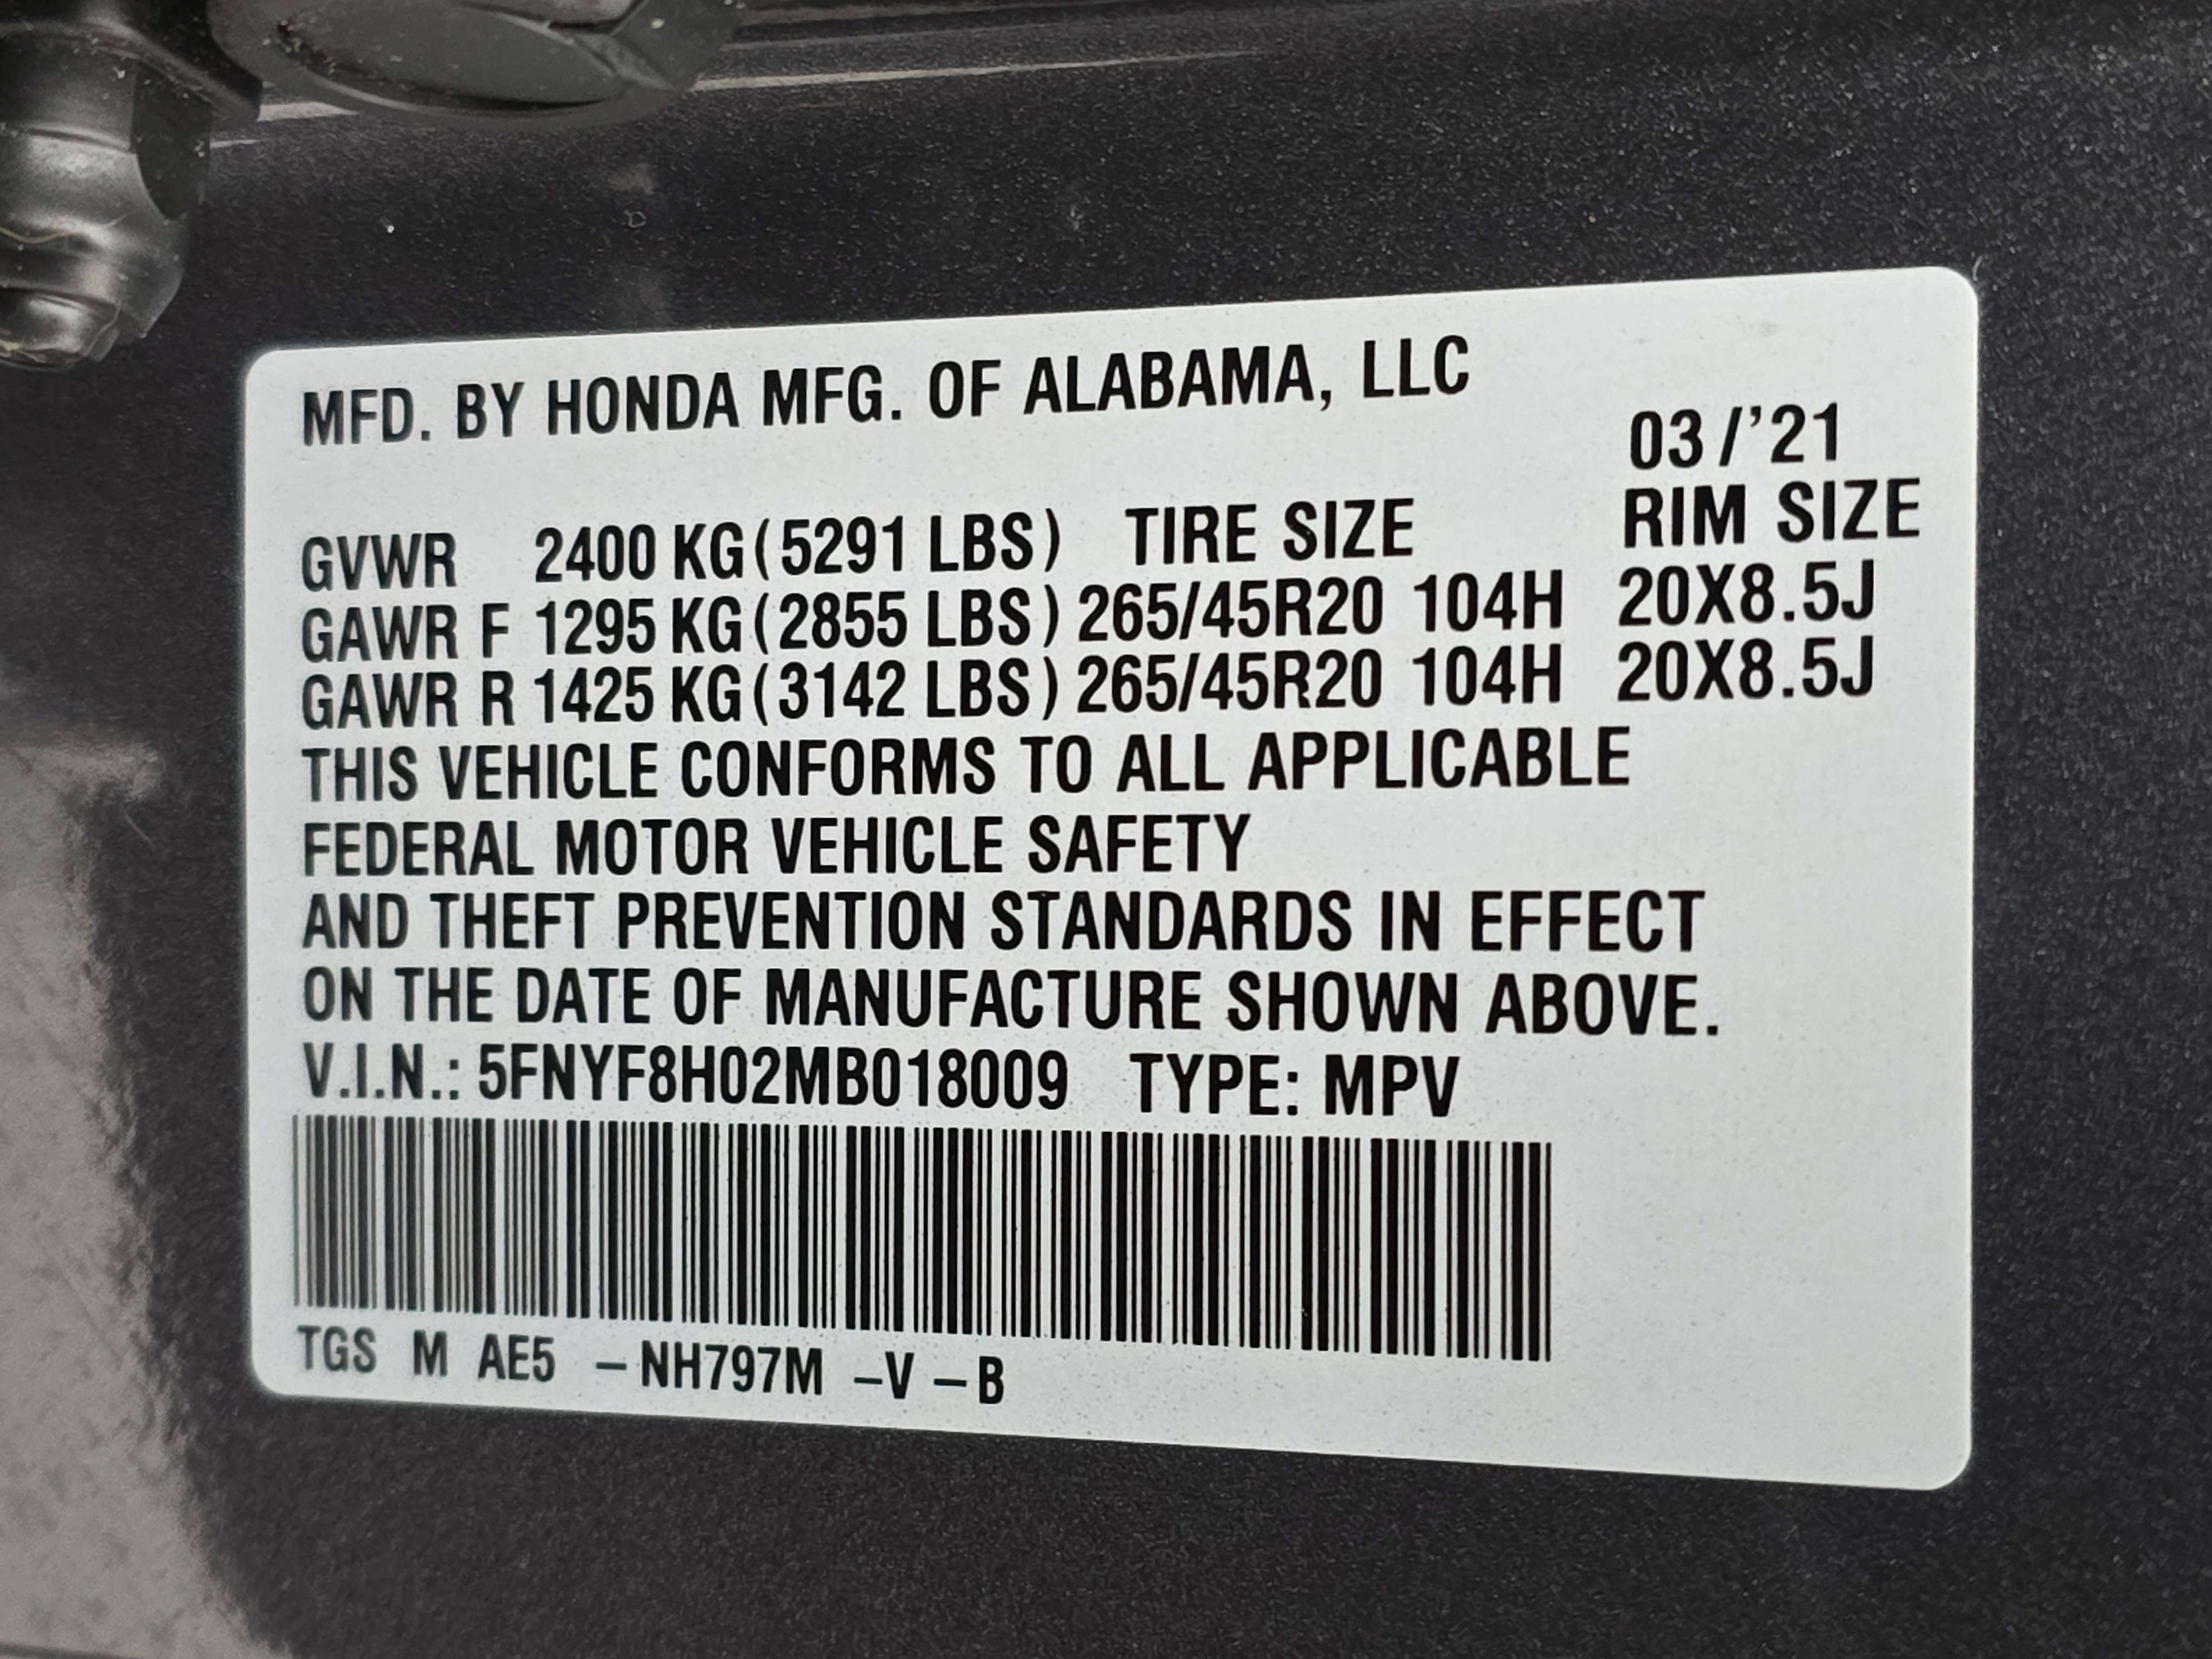 MFD. BY HONDA MFG. OF ALABAMA, LLC
03/'21
GVWR 2400 KG(5291 LBS) TIRE SIZE RIM SIZE
GAWR F 1295 KG(2855 LBS) 265/45R20 104H 20X8.5J
GAWR R 1425 KG(3142 LBS) 265/45R20 104H 20X8.5J
THIS VEHICLE CONFORMS TO ALL APPLICABLE
FEDERAL MOTOR VEHICLE SAFETY
AND THEFT PREVENTION STANDARDS IN EFFECT
ON THE DATE OF MANUFACTURE SHOWN ABOVE.
V.I.N.: 5FNYF8H02MB018009 TYPE: MPV
TGS M AE5 –NH797M –V –B